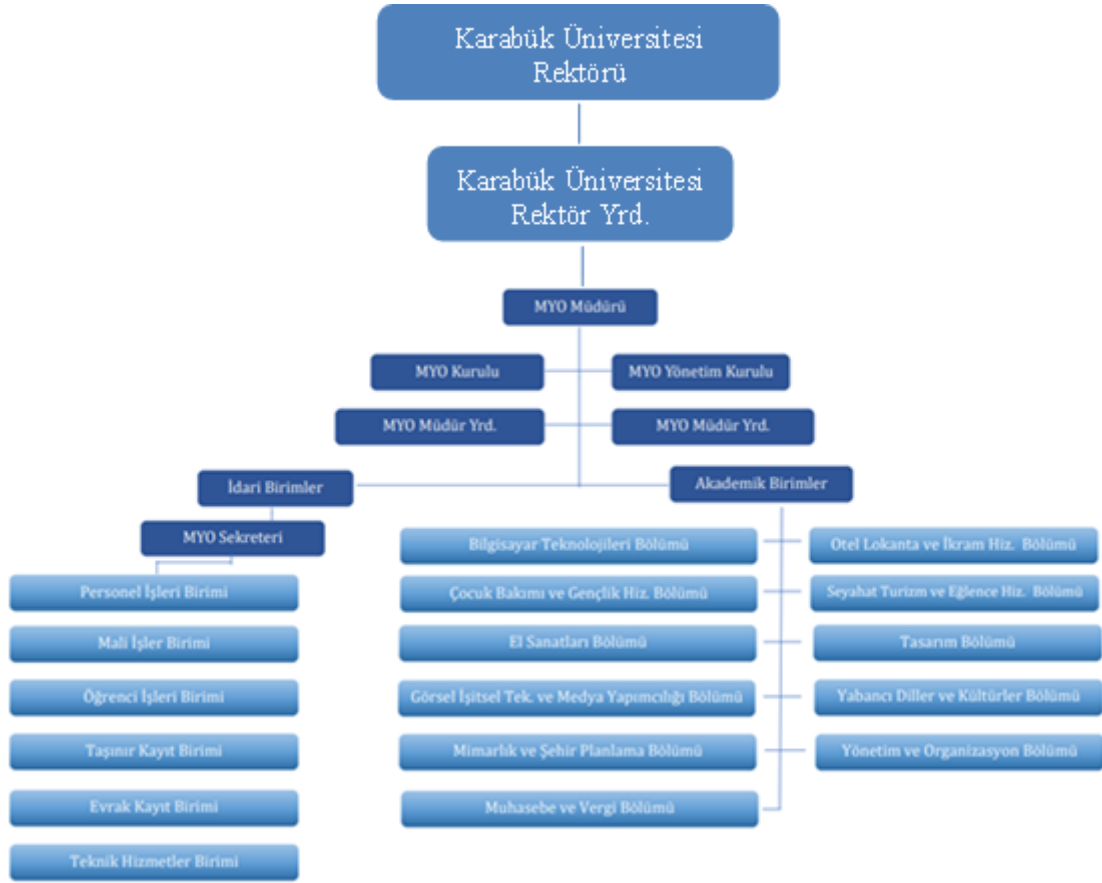 Karabük Üniversitesi
Rektörü
Karabük Üniversitesi
Rektör Yrd.
MYO Müdürü
MYO Kurulu
MYO Yönetim Kurulu
MYO Müdür Yrd.
MYO Müdür Yrd.
İdari Birimler
Akademik Birimler
MYO Sekreteri
Personel İşleri Birimi
Mali İşler Birimi
Öğrenci İşleri Birimi
Taşınır Kayıt Birimi
Evrak Kayıt Birimi
Teknik Hizmetler Birimi
Bilgisayar Teknolojileri Bölümü
Çocuk Bakımı ve Gençlik Hiz. Bölümü
El Sanatları Bölümü
Görsel İşitsel Tek. ve Medya Yapımcılığı Bölümü
Mimarlık ve Şehir Planlama Bölümü
Muhasebe ve Vergi Bölümü
Otel Lokanta ve İkram Hiz. Bölümü
Seyahat Turizm ve Eğlence Hiz. Bölümü
Tasarım Bölümü
Yabancı Diller ve Kültürler Bölümü
Yönetim ve Organizasyon Bölümü